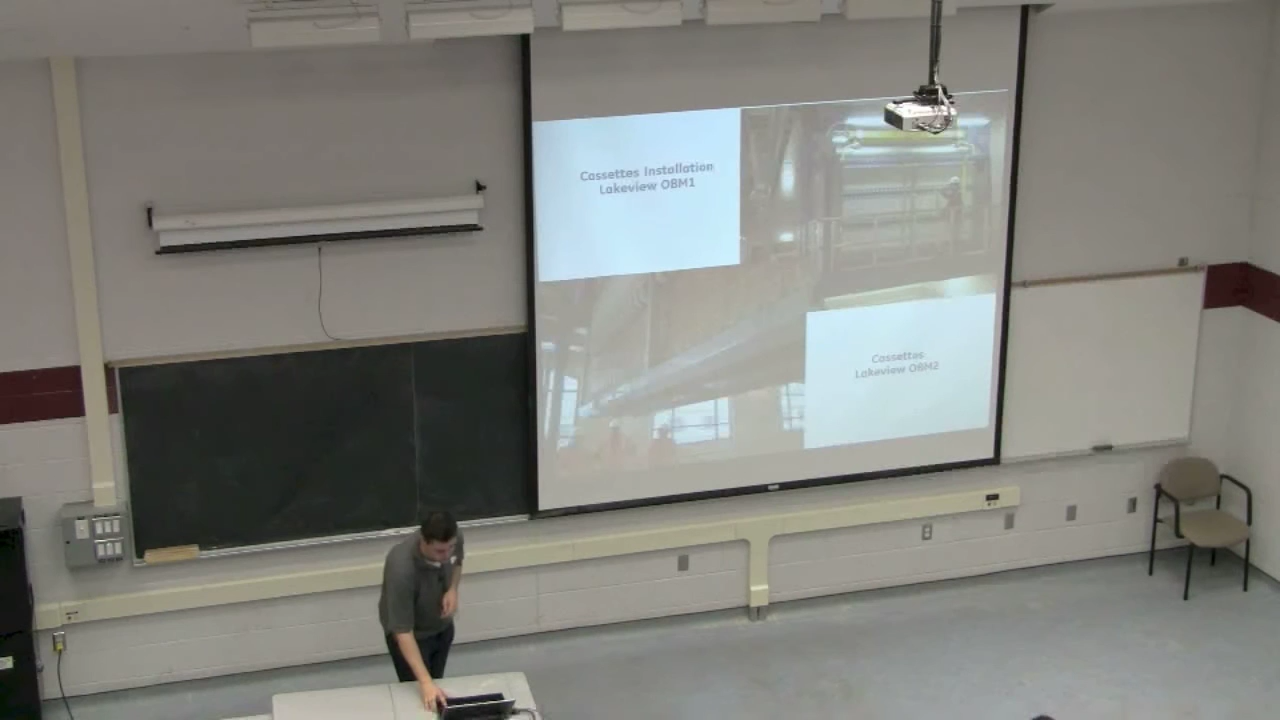 Cassettes Installation
Lakeview OBM1
Cassettes
Lakeview OBM2